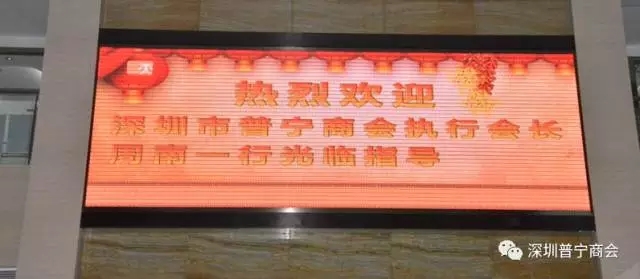 热烈欢迎
深圳市普宁商会执行会长
周南一行光临指导
深圳普宁商会